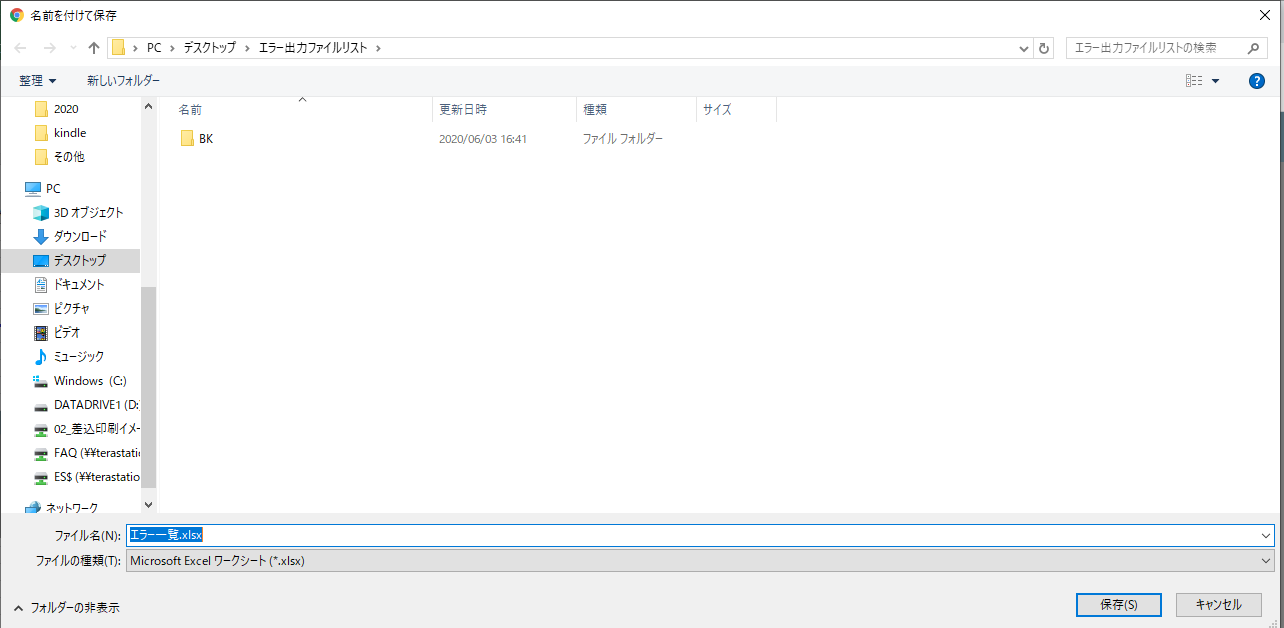 名前を付けて保存
PC › デスクトップ › エラー出力ファイルリスト ›
エラー出力ファイルリストの検索
整理
新しいフォルダー
2020
kindle
その他
PC
3D オブジェクト
ダウンロード
デスクトップ
ドキュメント
ピクチャ
ビデオ
ミュージック
Windows (C:)
DATADRIVE1 (D:
02_差込印刷イメー
FAQ (¥¥terastatio
ES$ (¥¥terastatio
ネットワーク
名前 更新日時 種類 サイズ
BK 2020/06/03 16:41 ファイル フォルダー
ファイル名(N): エラー一覧.xlsx
ファイルの種類(T): Microsoft Excel ワークシート (*.xlsx)
フォルダーの非表示
保存(S)
キャンセル